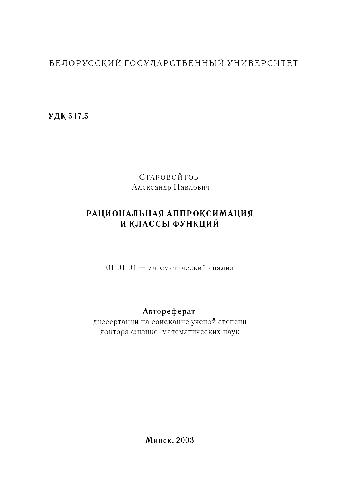 БЕЛОРУССКИЙ ГОСУДАРСТВЕННЫЙ УНИВЕРСИТЕТ
УДК 517.5
СТАРОВОЙТОВ
Александр Павлович
РАЦИОНАЛЬНАЯ АППРОКСИМАЦИЯ
И КЛАССЫ ФУНКЦИЙ
01.01.01 — математический анализ
Автореферат
диссертации на соискание ученой степени
доктора физико-математических наук
Минск, 2003